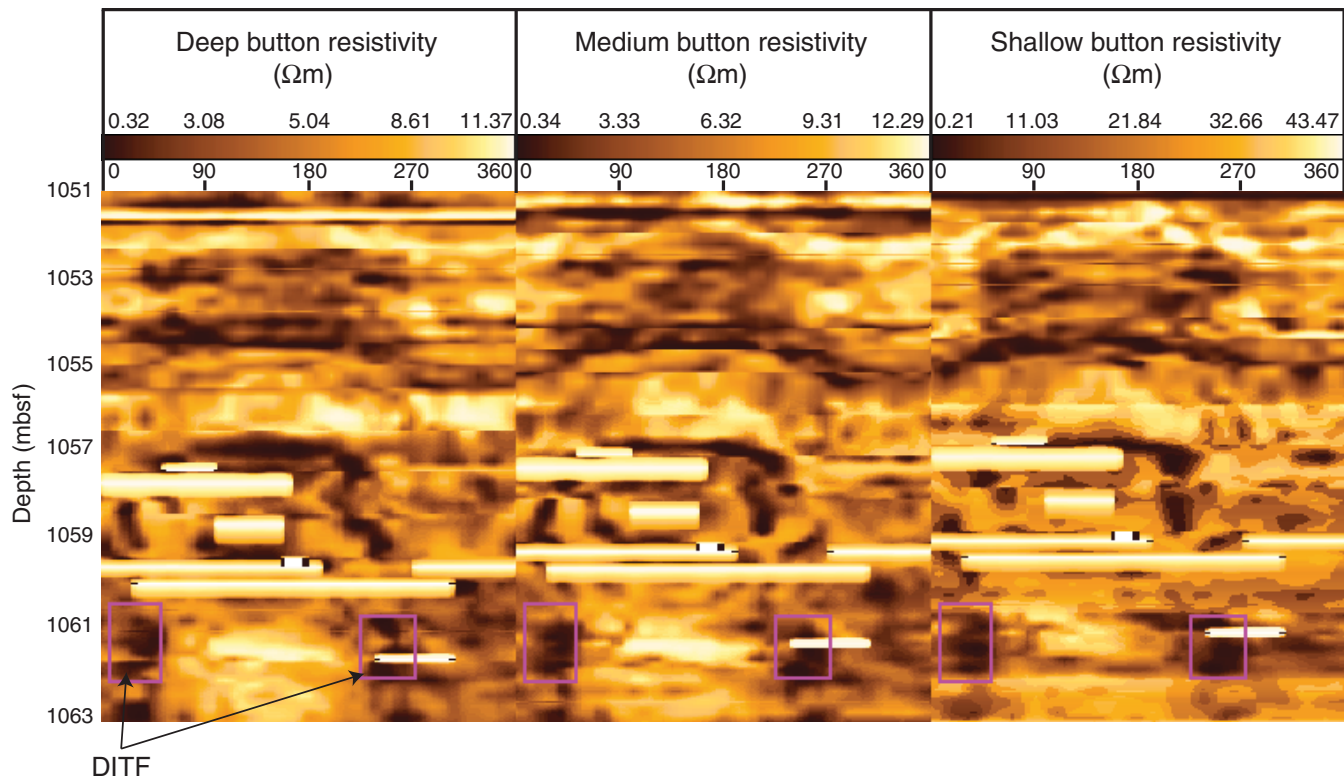 Deep button resistivity
(Ωm)
Medium button resistivity
(Ωm)
Shallow button resistivity
(Ωm)
0.32 3.08 5.04 8.61 11.37
0.34 3.33 6.32 9.31 12.29
0.21 11.03 21.84 32.66 43.47
0 90 180 270 360
0 90 180 270 360
0 90 180 270 360
Depth (mbsf)
1051
1053
1055
1057
1059
1061
1063
DITF